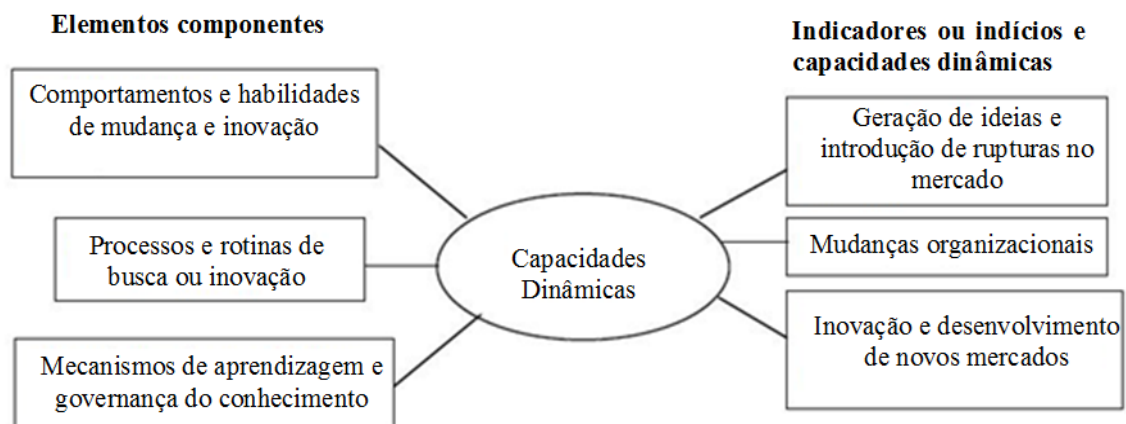 Elementos componentes
Comportamentos e habilidades
de mudança e inovação
Processos e rotinas de
busca ou inovação
Mecanismos de aprendizagem e
governança do conhecimento
Capacidades
Dinâmicas
Indicadores ou indícios e
capacidades dinâmicas
Geração de ideias e
introdução de rupturas no
mercado
Mudanças organizacionais
Inovação e desenvolvimento
de novos mercados